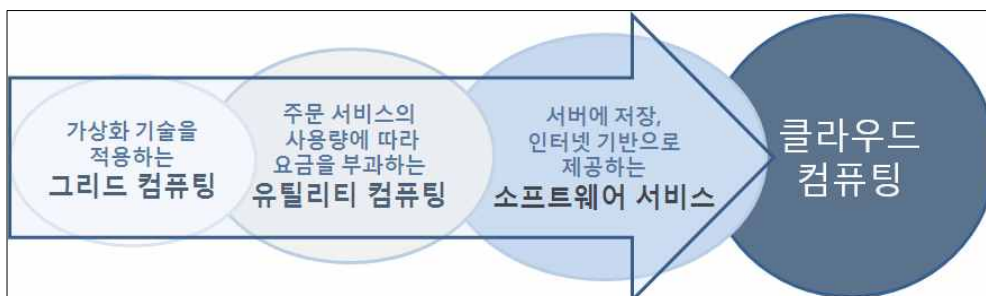 가상화 기술을
적용하는
그리드 컴퓨팅
주문 서비스의
사용량에 따라
요금을 부과하는
유틸리티 컴퓨팅
서버에 저장,
인터넷 기반으로
제공하는
소프트웨어 서비스
클라우드
컴퓨팅